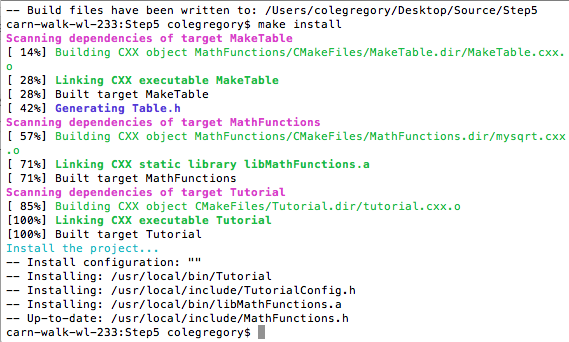 -- Build files have been written to: /Users/colegregory/Desktop/Source/Step5
carn-walk-wl-233:Step5 colegregory$ make install
Scanning dependencies of target MakeTable
[ 14%] Building CXX object MathFunctions/CMakeFiles/MakeTable.dir/MakeTable.cxx.
o
[ 28%] Linking CXX executable MakeTable
[ 28%] Built target MakeTable
[ 42%] Generating Table.h
Scanning dependencies of target MathFunctions
[ 57%] Building CXX object MathFunctions/CMakeFiles/MathFunctions.dir/mysqrt.cxx
.o
[ 71%] Linking CXX static library libMathFunctions.a
[ 71%] Built target MathFunctions
Scanning dependencies of target Tutorial
[ 85%] Building CXX object CMakeFiles/Tutorial.dir/tutorial.cxx.o
[100%] Linking CXX executable Tutorial
[100%] Built target Tutorial
Install the project...
-- Install configuration: ""
-- Installing: /usr/local/bin/Tutorial
-- Installing: /usr/local/include/TutorialConfig.h
-- Installing: /usr/local/bin/libMathFunctions.a
-- Up-to-date: /usr/local/include/MathFunctions.h
carn-walk-wl-233:Step5 colegregory$